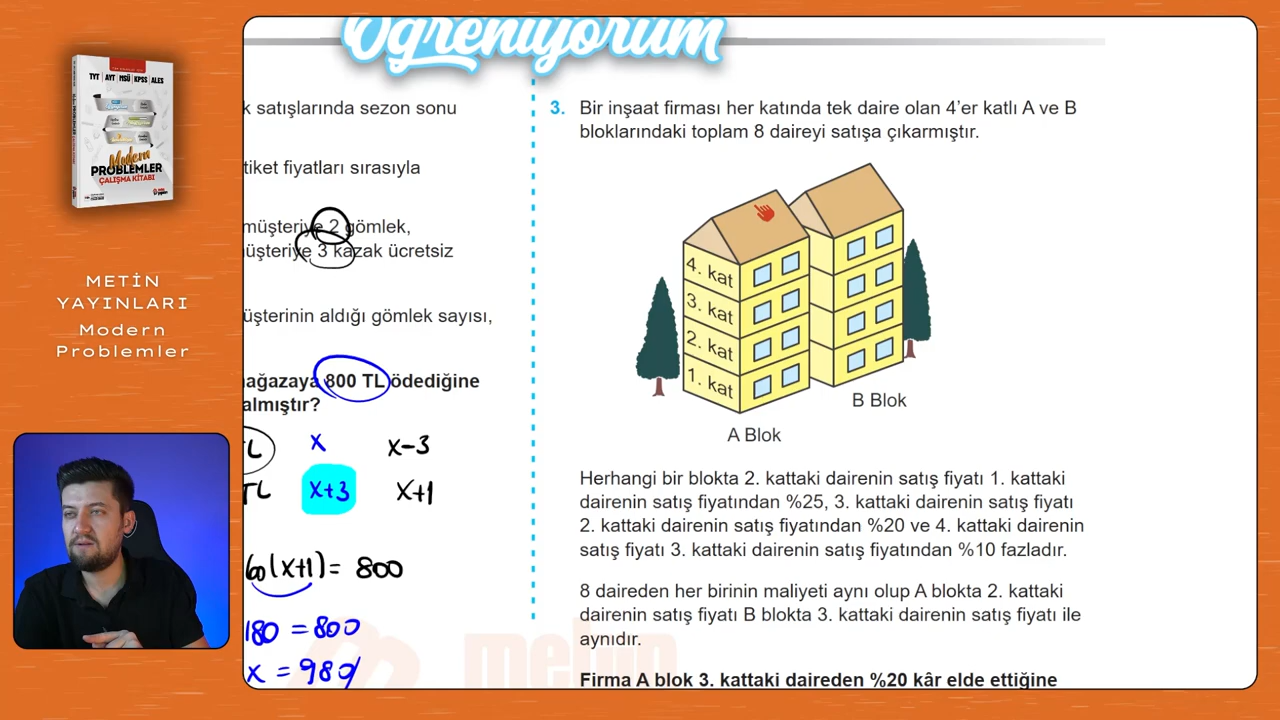 Öğreniyorum
TYT | AYT | MSÜ | KPSS | ALES
Modern
PROBLEMLER
ÇALIŞMA KİTABI
METİN
YAYINLARI
Modern
Problemler
k satışlarında sezon sonu
tiket fiyatları sırasıyla
müşteriye 2 gömlek,
müşteriye 3 kazak ücretsiz
üşterinin aldığı gömlek sayısı,
nağazaya 800 TL ödediğine
almıştır?
L x x-3
TL x+3 x+1
60(x+1) = 800
180 = 800
x = 980
3. Bir inşaat firması her katında tek daire olan 4'er katlı A ve B
bloklarındaki toplam 8 daireyi satışa çıkarmıştır.
4. kat
3. kat
2. kat
1. kat
B Blok
A Blok
Herhangi bir blokta 2. kattaki dairenin satış fiyatı 1. kattaki
dairenin satış fiyatından %25, 3. kattaki dairenin satış fiyatı
2. kattaki dairenin satış fiyatından %20 ve 4. kattaki dairenin
satış fiyatı 3. kattaki dairenin satış fiyatından %10 fazladır.
8 daireden her birinin maliyeti aynı olup A blokta 2. kattaki
dairenin satış fiyatı B blokta 3. kattaki dairenin satış fiyatı ile
aynıdır.
metin
Firma A blok 3. kattaki daireden %20 kâr elde ettiğine